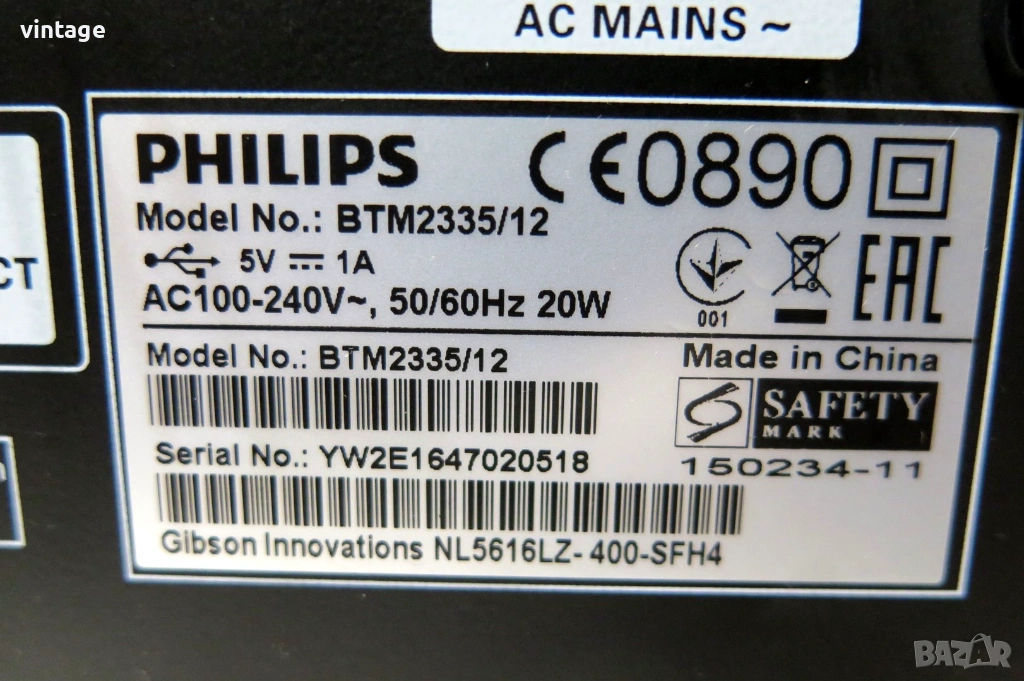 vintage
AC MAINS ~
CT
PHILIPS
CE0890
Model No.: BTM2335/12
5V 1A
AC100-240V~, 50/60Hz 20W
001
EAC
Model No.: BTM2335/12
Made in China
SAFETY
MARK
Serial No.: YW2E1647020518
150234-11
Gibson Innovations NL5616LZ-400-SFH4
BAZAR